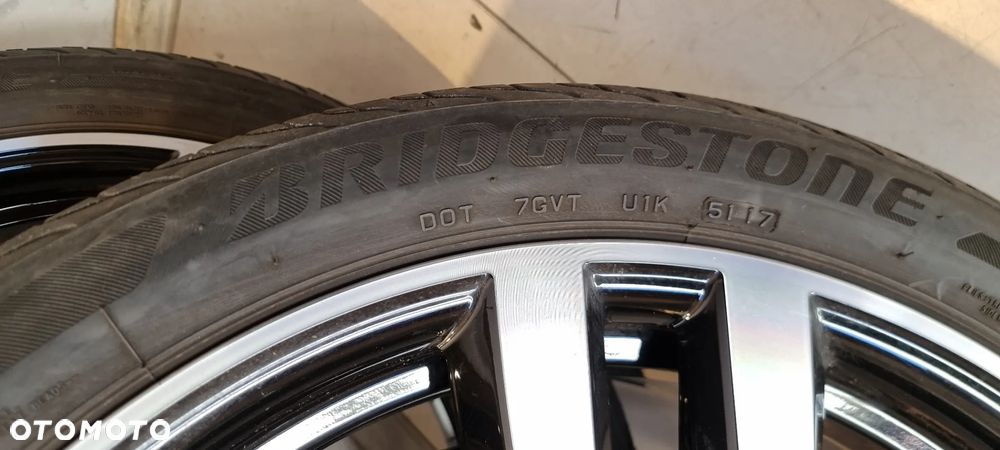 BRIDGESTONE
DOT 7GVT U1K 5117
OTOMOTO